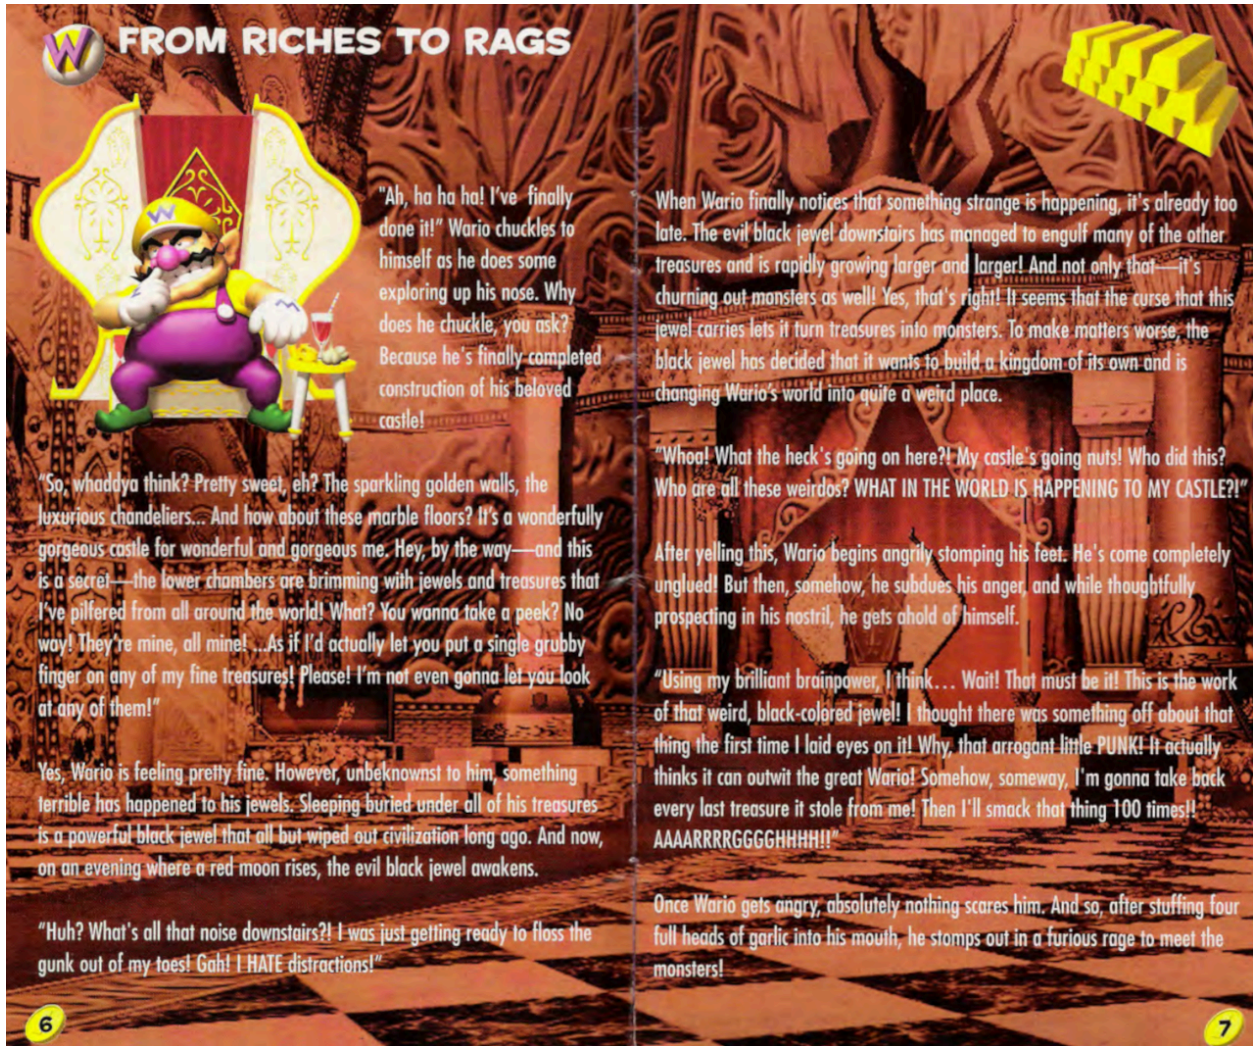 W FROM RICHES TO RAGS
"Ah, ha ha ha! I've finally
done it!" Wario chuckles to
himself as he does some
exploring up his nose. Why
does he chuckle, you ask?
Because he's finally completed
construction of his beloved
castle!
"So, whaddya think? Pretty sweet, eh? The sparkling golden walls, the
luxurious chandeliers... And how about these marble floors? It's a wonderfully
gorgeous castle for wonderful and gorgeous me. Hey, by the way—and this
is a secret—the lower chambers are brimming with jewels and treasures that
I've pilfered from all around the world! What? You wanna take a peek? No
way! They're mine, all mine! ...As if I'd actually let you put a single grubby
finger on any of my fine treasures! Please! I'm not even gonna let you look
at any of them!"
Yes, Wario is feeling pretty fine. However, unbeknownst to him, something
terrible has happened to his jewels. Sleeping buried under all of his treasures
is a powerful black jewel that all but wiped out civilization long ago. And now,
on an evening where a red moon rises, the evil black jewel awakens.
"Huh? What's all that noise downstairs?! I was just getting ready to floss the
gunk out of my toes! Gah! I HATE distractions!"
6
When Wario finally notices that something strange is happening, it's already too
late. The evil black jewel downstairs has managed to engulf many of the other
treasures and is rapidly growing larger and larger! And not only that—it's
churning out monsters as well! Yes, that's right! It seems that the curse that this
jewel carries lets it turn treasures into monsters. To make matters worse, the
black jewel has decided that it wants to build a kingdom of its own and is
changing Wario's world into quite a weird place.
"Whoa! What the heck's going on here?! My castle's going nuts! Who did this?
Who are all these weirdos? WHAT IN THE WORLD IS HAPPENING TO MY CASTLE?!"
After yelling this, Wario begins angrily stomping his feet. He's come completely
unglued! But then, somehow, he subdues his anger, and while thoughtfully
prospecting in his nostril, he gets ahold of himself.
"Using my brilliant brainpower, I think... Wait! That must be it! This is the work
of that weird, black-colored jewel! I thought there was something off about that
thing the first time I laid eyes on it! Why, that arrogant little PUNK! It actually
thinks it can outwit the great Wario! Somehow, someway, I'm gonna take back
every last treasure it stole from me! Then I'll smack that thing 100 times!!
AAAARRRRGGGGHHHH!!"
Once Wario gets angry, absolutely nothing scares him. And so, after stuffing four
full heads of garlic into his mouth, he stomps out in a furious rage to meet the
monsters!
7